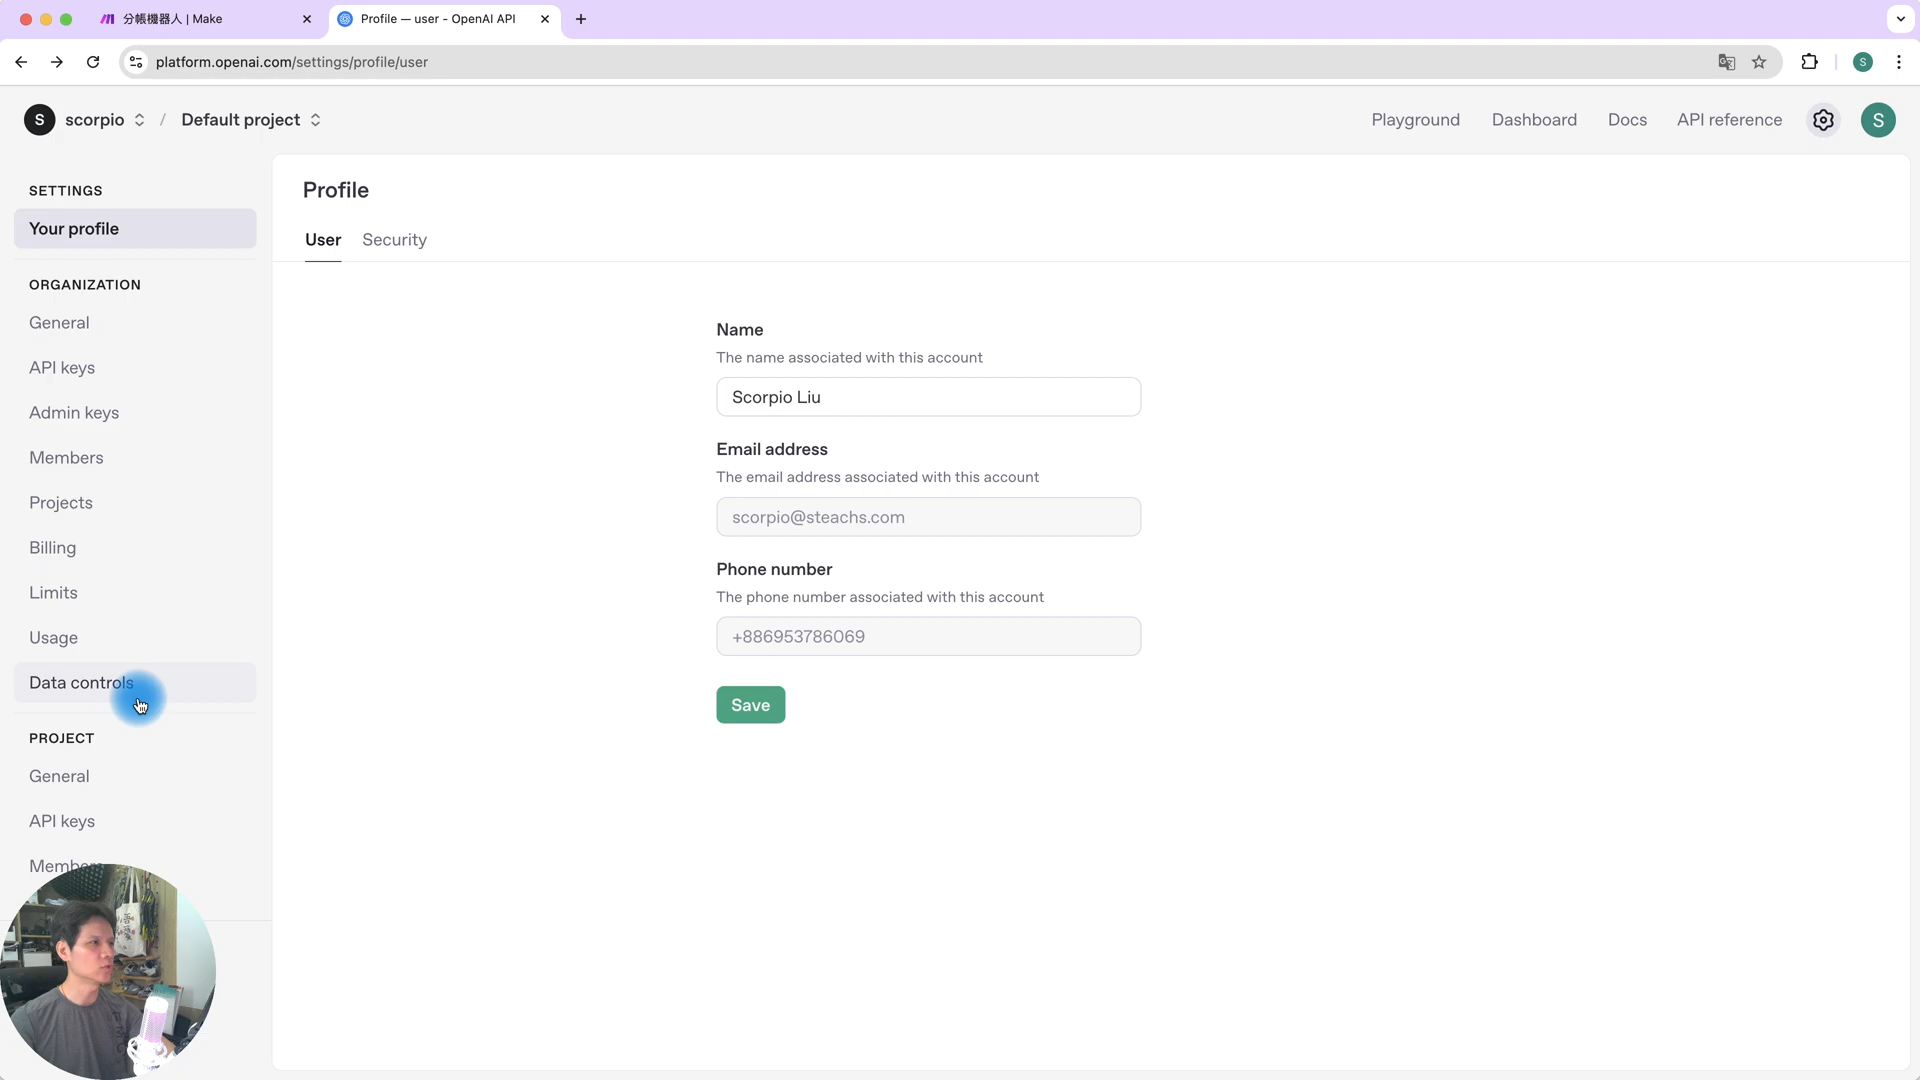 分帳機器人 | Make
Profile — user - OpenAI API
platform.openai.com/settings/profile/user
S
S scorpio / Default project
Playground Dashboard Docs API reference S
SETTINGS
Your profile
ORGANIZATION
General
API keys
Admin keys
Members
Projects
Billing
Limits
Usage
Data controls
PROJECT
General
API keys
Members
Profile
User Security
Name
The name associated with this account
Scorpio Liu
Email address
The email address associated with this account
scorpio@steachs.com
Phone number
The phone number associated with this account
+886953786069
Save